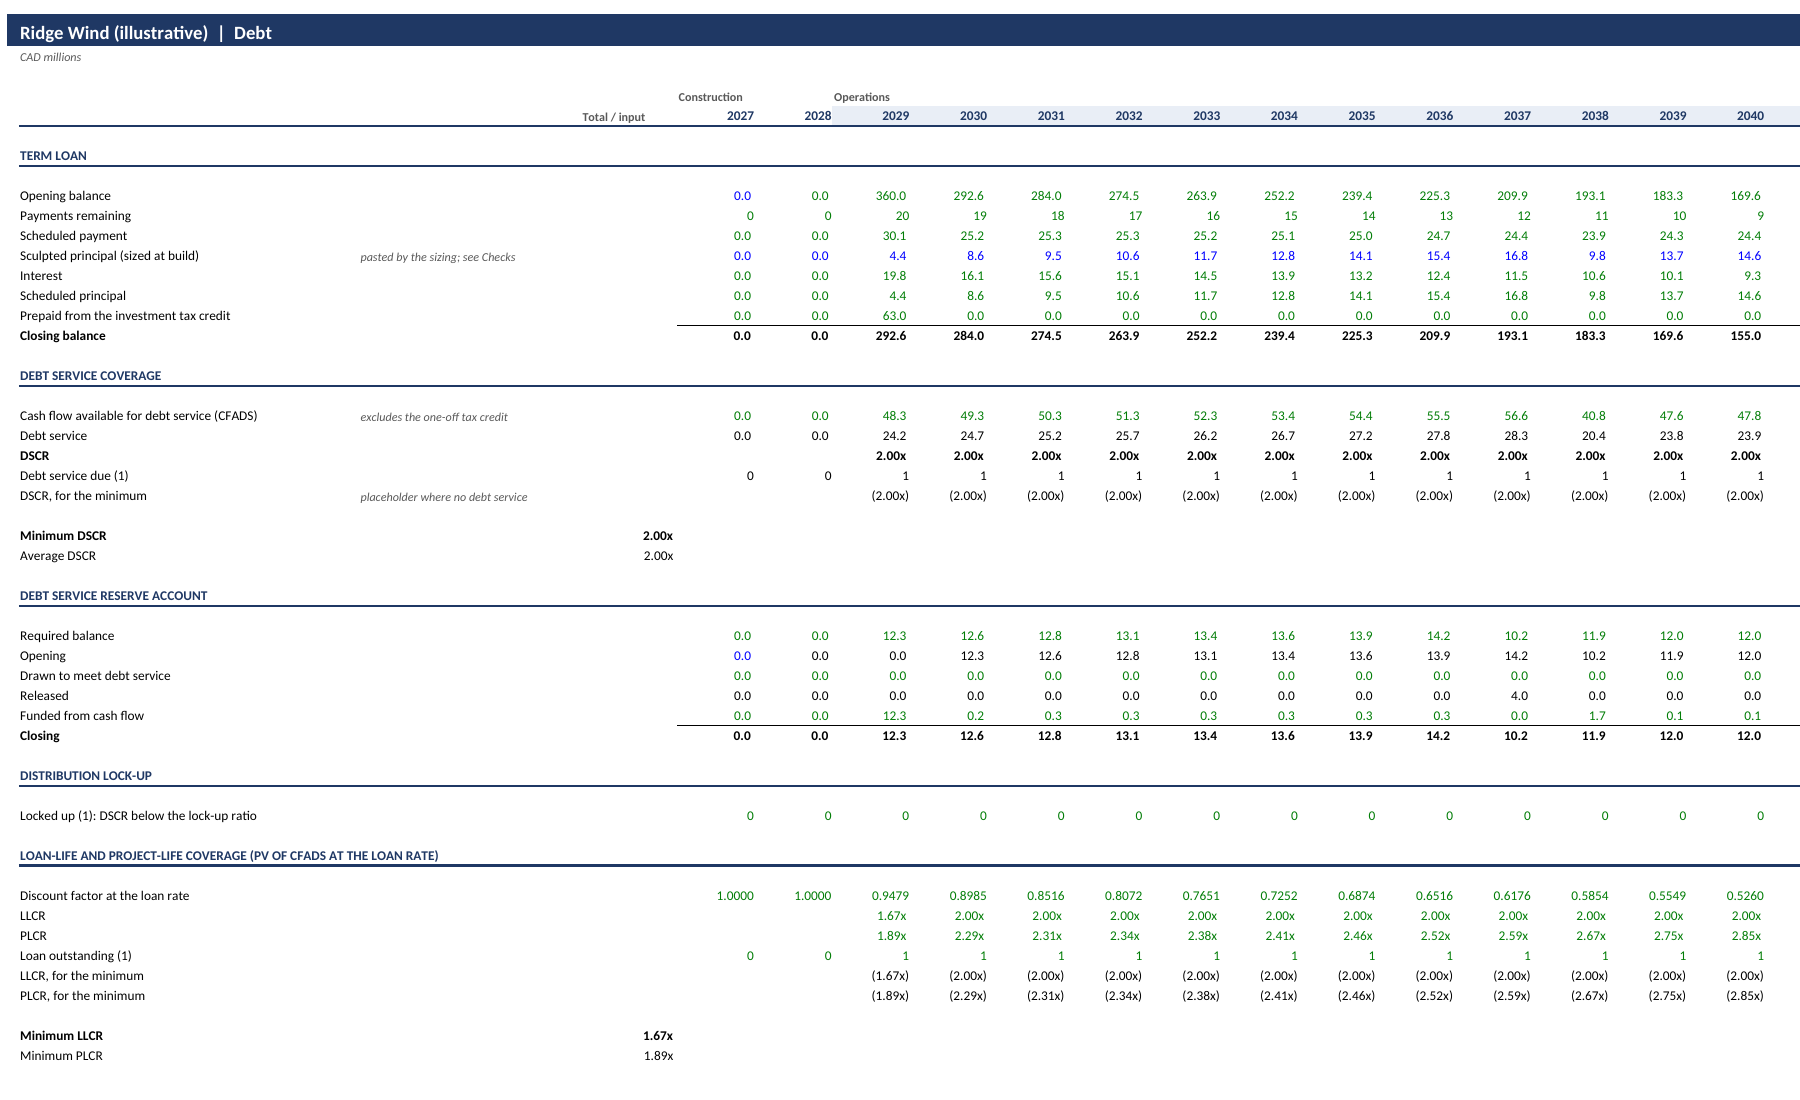 Ridge Wind (illustrative) | Debt
CAD millions
Construction Operations
Total / input 2027 2028 2029 2030 2031 2032 2033 2034 2035 2036 2037 2038 2039 2040
TERM LOAN
Opening balance 0.0 0.0 360.0 292.6 284.0 274.5 263.9 252.2 239.4 225.3 209.9 193.1 183.3 169.6
Payments remaining 0 0 20 19 18 17 16 15 14 13 12 11 10 9
Scheduled payment 0.0 0.0 30.1 25.2 25.3 25.3 25.2 25.1 25.0 24.7 24.4 23.9 24.3 24.4
Sculpted principal (sized at build) pasted by the sizing; see Checks 0.0 0.0 4.4 8.6 9.5 10.6 11.7 12.8 14.1 15.4 16.8 9.8 13.7 14.6
Interest 0.0 0.0 19.8 16.1 15.6 15.1 14.5 13.9 13.2 12.4 11.5 10.6 10.1 9.3
Scheduled principal 0.0 0.0 4.4 8.6 9.5 10.6 11.7 12.8 14.1 15.4 16.8 9.8 13.7 14.6
Prepaid from the investment tax credit 0.0 0.0 63.0 0.0 0.0 0.0 0.0 0.0 0.0 0.0 0.0 0.0 0.0 0.0
Closing balance 0.0 0.0 292.6 284.0 274.5 263.9 252.2 239.4 225.3 209.9 193.1 183.3 169.6 155.0
DEBT SERVICE COVERAGE
Cash flow available for debt service (CFADS) excludes the one-off tax credit 0.0 0.0 48.3 49.3 50.3 51.3 52.3 53.4 54.4 55.5 56.6 40.8 47.6 47.8
Debt service 0.0 0.0 24.2 24.7 25.2 25.7 26.2 26.7 27.2 27.8 28.3 20.4 23.8 23.9
DSCR 2.00x 2.00x 2.00x 2.00x 2.00x 2.00x 2.00x 2.00x 2.00x 2.00x 2.00x 2.00x
Debt service due (1) 0 0 1 1 1 1 1 1 1 1 1 1 1 1
DSCR, for the minimum placeholder where no debt service (2.00x) (2.00x) (2.00x) (2.00x) (2.00x) (2.00x) (2.00x) (2.00x) (2.00x) (2.00x) (2.00x) (2.00x)
Minimum DSCR 2.00x
Average DSCR 2.00x
DEBT SERVICE RESERVE ACCOUNT
Required balance 0.0 0.0 12.3 12.6 12.8 13.1 13.4 13.6 13.9 14.2 10.2 11.9 12.0 12.0
Opening 0.0 0.0 0.0 12.3 12.6 12.8 13.1 13.4 13.6 13.9 14.2 10.2 11.9 12.0
Drawn to meet debt service 0.0 0.0 0.0 0.0 0.0 0.0 0.0 0.0 0.0 0.0 0.0 0.0 0.0 0.0
Released 0.0 0.0 0.0 0.0 0.0 0.0 0.0 0.0 0.0 0.0 4.0 0.0 0.0 0.0
Funded from cash flow 0.0 0.0 12.3 0.2 0.3 0.3 0.3 0.3 0.3 0.3 0.0 1.7 0.1 0.1
Closing 0.0 0.0 12.3 12.6 12.8 13.1 13.4 13.6 13.9 14.2 10.2 11.9 12.0 12.0
DISTRIBUTION LOCK-UP
Locked up (1): DSCR below the lock-up ratio 0 0 0 0 0 0 0 0 0 0 0 0 0 0
LOAN-LIFE AND PROJECT-LIFE COVERAGE (PV OF CFADS AT THE LOAN RATE)
Discount factor at the loan rate 1.0000 1.0000 0.9479 0.8985 0.8516 0.8072 0.7651 0.7252 0.6874 0.6516 0.6176 0.5854 0.5549 0.5260
LLCR 1.67x 2.00x 2.00x 2.00x 2.00x 2.00x 2.00x 2.00x 2.00x 2.00x 2.00x 2.00x
PLCR 1.89x 2.29x 2.31x 2.34x 2.38x 2.41x 2.46x 2.52x 2.59x 2.67x 2.75x 2.85x
Loan outstanding (1) 0 0 1 1 1 1 1 1 1 1 1 1 1 1
LLCR, for the minimum (1.67x) (2.00x) (2.00x) (2.00x) (2.00x) (2.00x) (2.00x) (2.00x) (2.00x) (2.00x) (2.00x) (2.00x)
PLCR, for the minimum (1.89x) (2.29x) (2.31x) (2.34x) (2.38x) (2.41x) (2.46x) (2.52x) (2.59x) (2.67x) (2.75x) (2.85x)
Minimum LLCR 1.67x
Minimum PLCR 1.89x